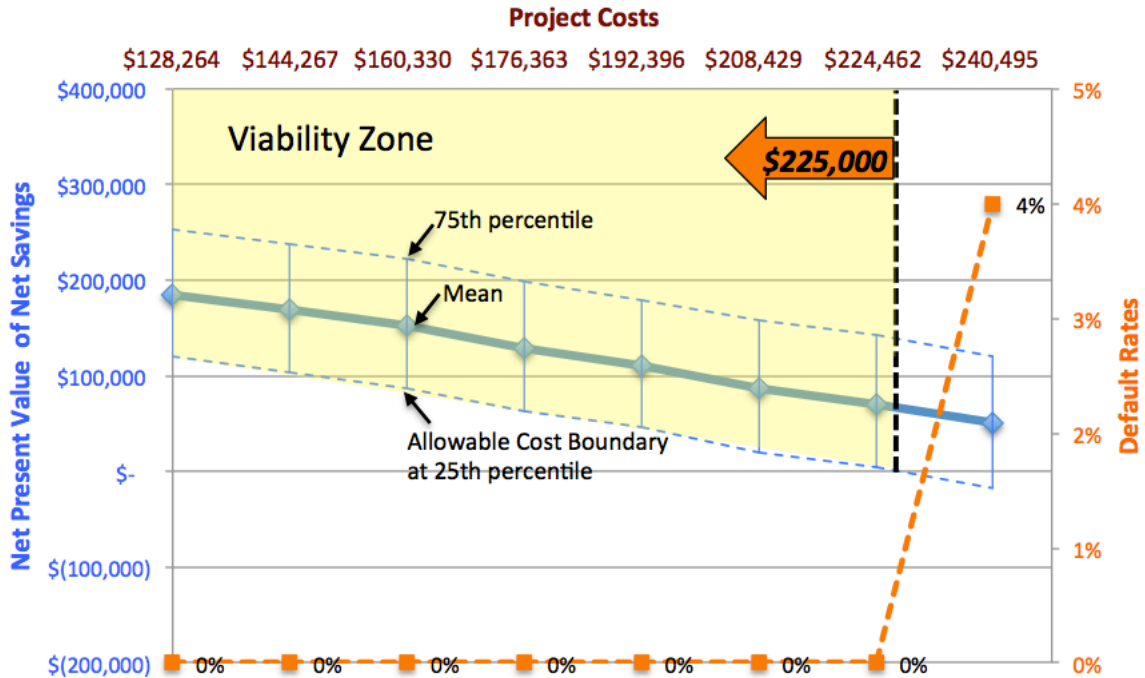 Project Costs
$128,264 $144,267 $160,330 $176,363 $192,396 $208,429 $224,462 $240,495
Net Present Value of Net Savings
$400,000
$300,000
$200,000
$100,000
$-
$(100,000)
$(200,000)
Viability Zone
$225,000
75th percentile
Mean
Allowable Cost Boundary
at 25th percentile
4%
0% 0% 0% 0% 0% 0% 0%
5%
4%
3%
2%
1%
0%
Default Rates